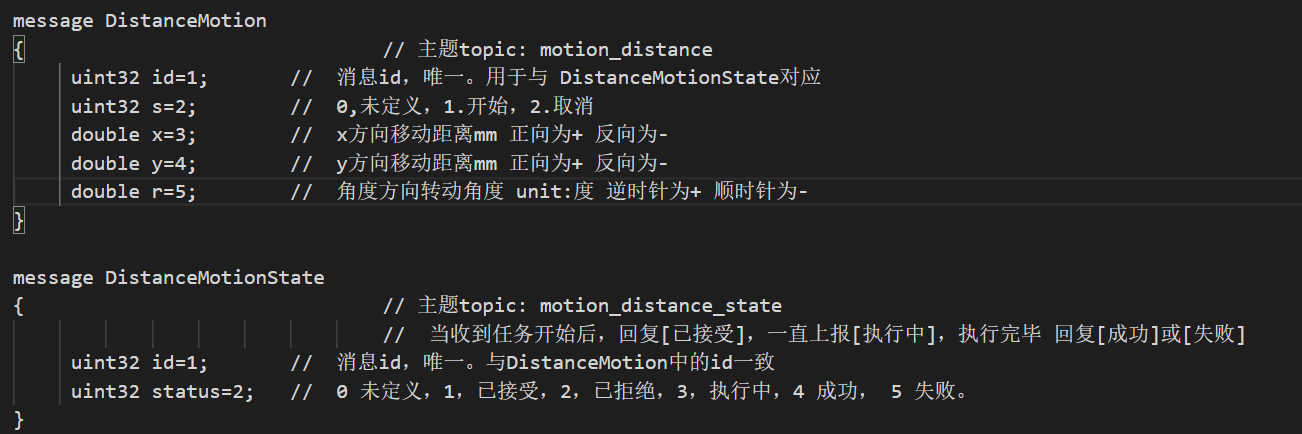 message DistanceMotion
{ // 主题topic: motion_distance
uint32 id=1; // 消息id，唯一。用于与 DistanceMotionState对应
uint32 s=2; // 0,未定义，1.开始，2.取消
double x=3; // x方向移动距离mm 正向为+ 反向为-
double y=4; // y方向移动距离mm 正向为+ 反向为-
double r=5; // 角度方向转动角度 unit:度 逆时针为+ 顺时针为-
}
message DistanceMotionState
{ // 主题topic: motion_distance_state
// 当收到任务开始后，回复[已接受]，一直上报[执行中]，执行完毕 回复[成功]或[失败]
uint32 id=1; // 消息id，唯一。与DistanceMotion中的id一致
uint32 status=2; // 0 未定义，1，已接受，2，已拒绝，3，执行中，4 成功， 5 失败。
}